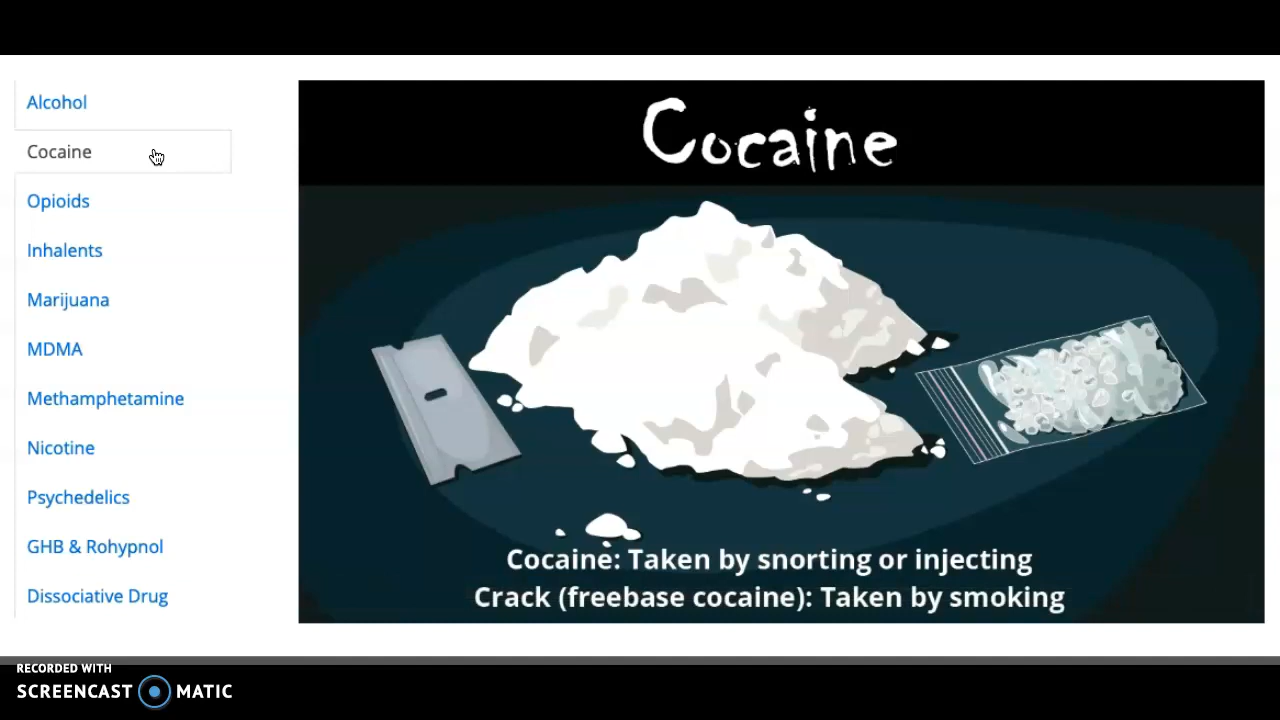 Alcohol
Cocaine
Opioids
Inhalents
Marijuana
MDMA
Methamphetamine
Nicotine
Psychedelics
GHB & Rohypnol
Dissociative Drug
Cocaine
Cocaine: Taken by snorting or injecting
Crack (freebase cocaine): Taken by smoking
RECORDED WITH
SCREENCAST MATIC